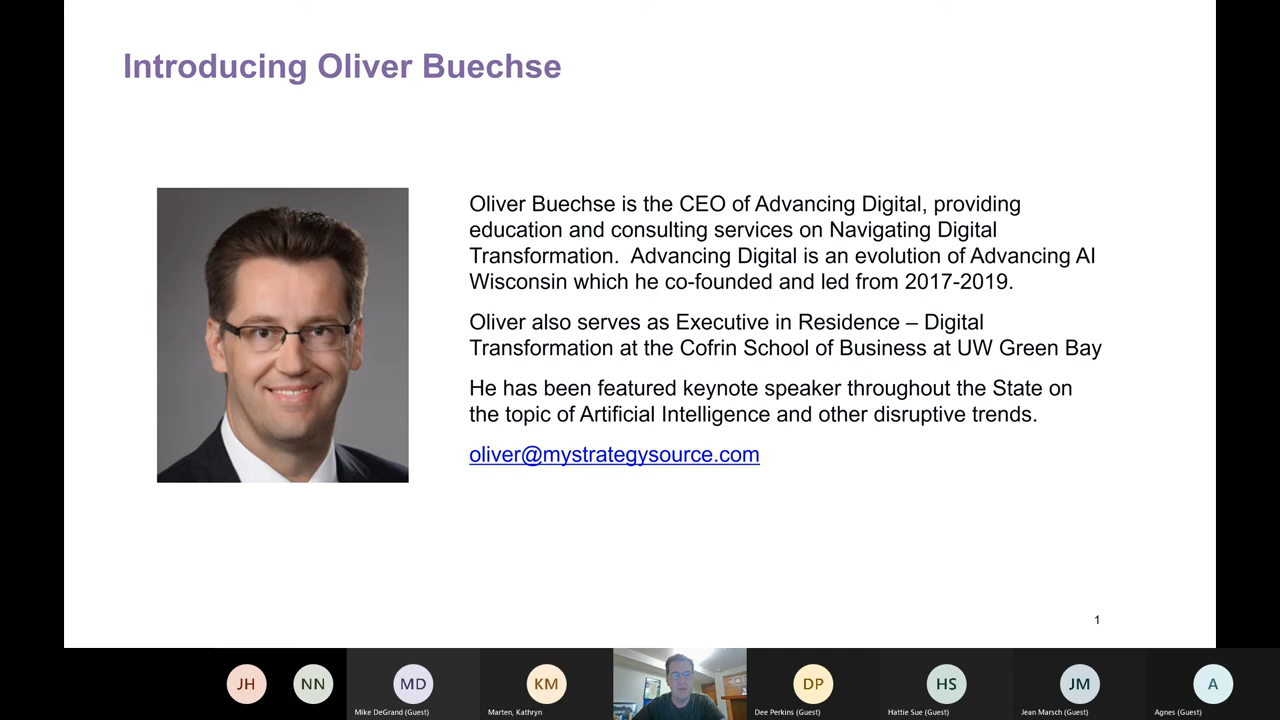 Introducing Oliver Buechse
Oliver Buechse is the CEO of Advancing Digital, providing
education and consulting services on Navigating Digital
Transformation.  Advancing Digital is an evolution of Advancing AI
Wisconsin which he co-founded and led from 2017-2019.
Oliver also serves as Executive in Residence – Digital
Transformation at the Cofrin School of Business at UW Green Bay
He has been featured keynote speaker throughout the State on
the topic of Artificial Intelligence and other disruptive trends.
oliver@mystrategysource.com
1
JH
NN
MD
KM
DP
HS
JM
A
Mike DeGrand (Guest)
Marten, Kathryn
Dee Perkins (Guest)
Hattie Sue (Guest)
Jean Marsch (Guest)
Agnes (Guest)